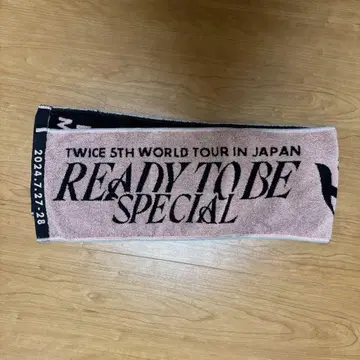 TWICE 5TH WORLD TOUR IN JAPAN
READY TO BE
SPECIAL
2024.7.27-28